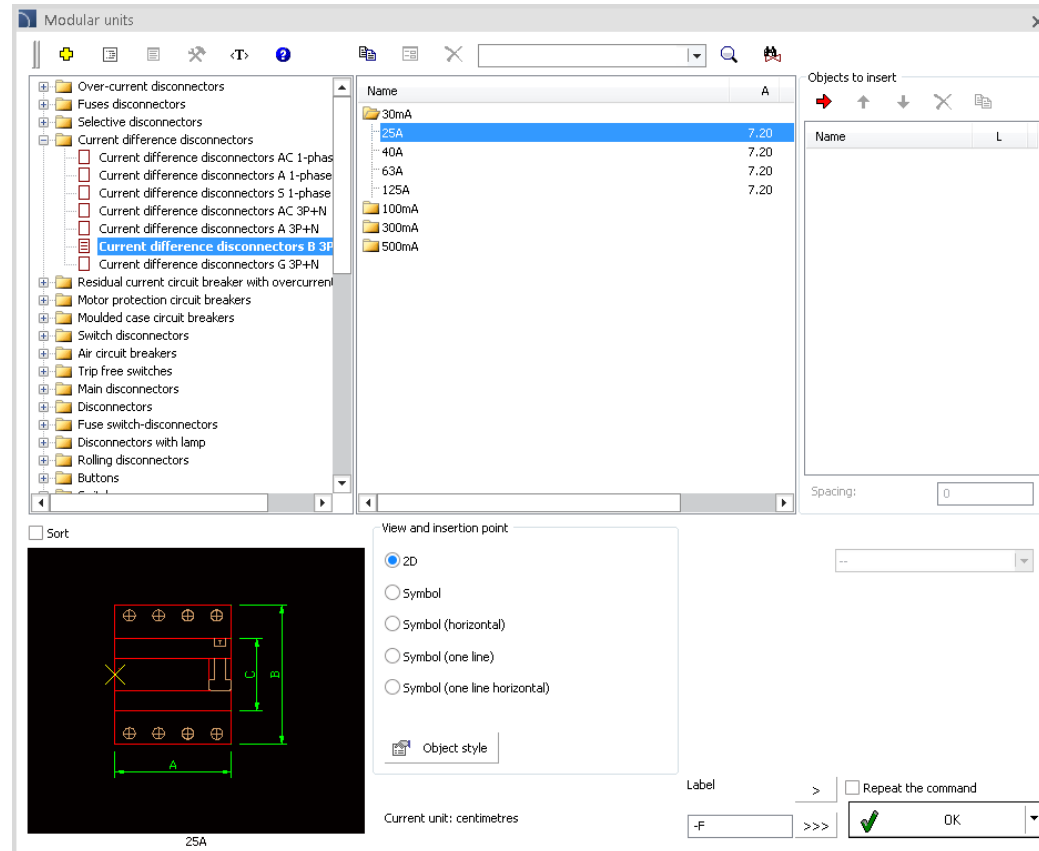 Modular units
<T>
Over-current disconnectors
Fuses disconnectors
Selective disconnectors
Current difference disconnectors
Current difference disconnectors AC 1-phas
Current difference disconnectors A 1-phase
Current difference disconnectors S 1-phase
Current difference disconnectors AC 3P+N
Current difference disconnectors A 3P+N
Current difference disconnectors B 3P
Current difference disconnectors G 3P+N
Residual current circuit breaker with overcurrent
Motor protection circuit breakers
Moulded case circuit breakers
Switch disconnectors
Air circuit breakers
Trip free switches
Main disconnectors
Disconnectors
Fuse switch-disconnectors
Disconnectors with lamp
Rolling disconnectors
Buttons
Name A
30mA
25A 7.20
40A 7.20
63A 7.20
125A 7.20
100mA
300mA
500mA
Objects to insert
Name L
Spacing: 0
Sort
T
C
B
A
25A
View and insertion point
2D
Symbol
Symbol (horizontal)
Symbol (one line)
Symbol (one line horizontal)
Object style
Current unit: centimetres
--
Label
>
Repeat the command
-F
>>>
OK